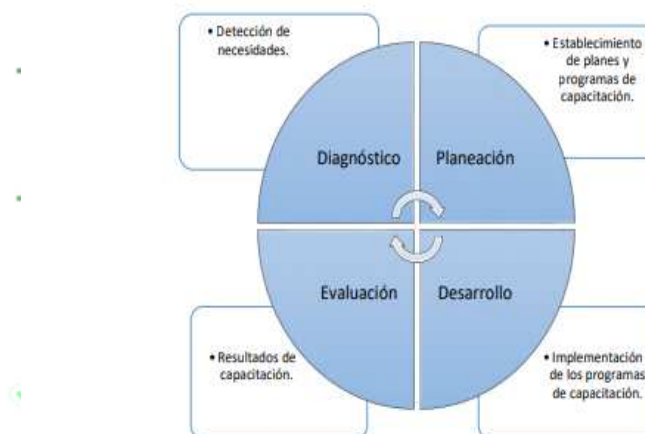 • Detección de
necesidades.
• Establecimiento
de planes y
programas de
capacitación.
Diagnóstico
Planeación
Evaluación
Desarrollo
• Resultados de
capacitación.
• Implementación
de los programas
de capacitación.